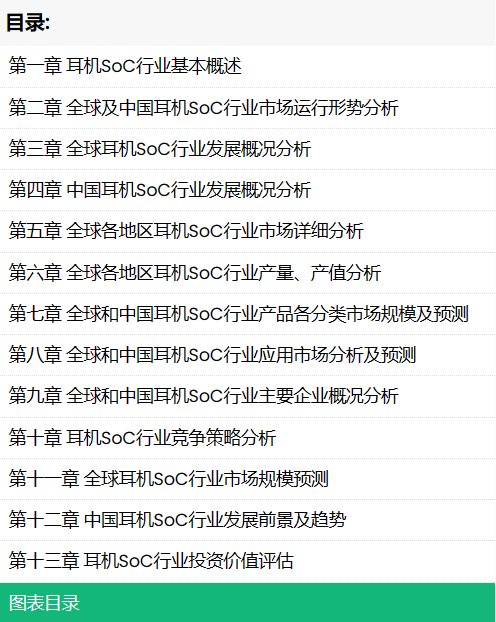 目录:
第一章 耳机SoC行业基本概述
第二章 全球及中国耳机SoC行业市场运行形势分析
第三章 全球耳机SoC行业发展概况分析
第四章 中国耳机SoC行业发展概况分析
第五章 全球各地区耳机SoC行业市场详细分析
第六章 全球各地区耳机SoC行业产量、产值分析
第七章 全球和中国耳机SoC行业产品各分类市场规模及预测
第八章 全球和中国耳机SoC行业应用市场分析及预测
第九章 全球和中国耳机SoC行业主要企业概况分析
第十章 耳机SoC行业竞争策略分析
第十一章 全球耳机SoC行业市场规模预测
第十二章 中国耳机SoC行业发展前景及趋势
第十三章 耳机SoC行业投资价值评估
图表目录